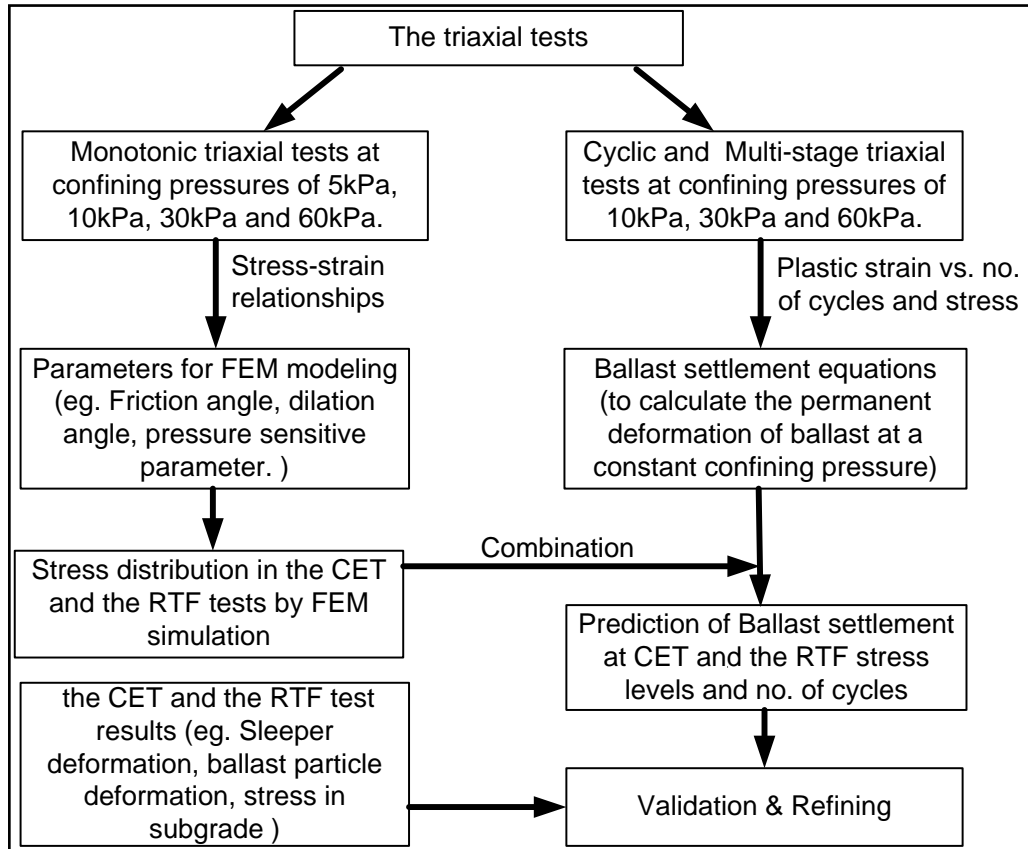 The triaxial tests
Monotonic triaxial tests at
confining pressures of 5kPa,
10kPa, 30kPa and 60kPa.
Cyclic and Multi-stage triaxial
tests at confining pressures of
10kPa, 30kPa and 60kPa.
Stress-strain
relationships
Plastic strain vs. no.
of cycles and stress
Parameters for FEM modeling
(eg. Friction angle, dilation
angle, pressure sensitive
parameter. )
Ballast settlement equations
(to calculate the permanent
deformation of ballast at a
constant confining pressure)
Stress distribution in the CET
and the RTF tests by FEM
simulation
Combination
Prediction of Ballast settlement
at CET and the RTF stress
levels and no. of cycles
the CET and the RTF test
results (eg. Sleeper
deformation, ballast particle
deformation, stress in
subgrade )
Validation & Refining